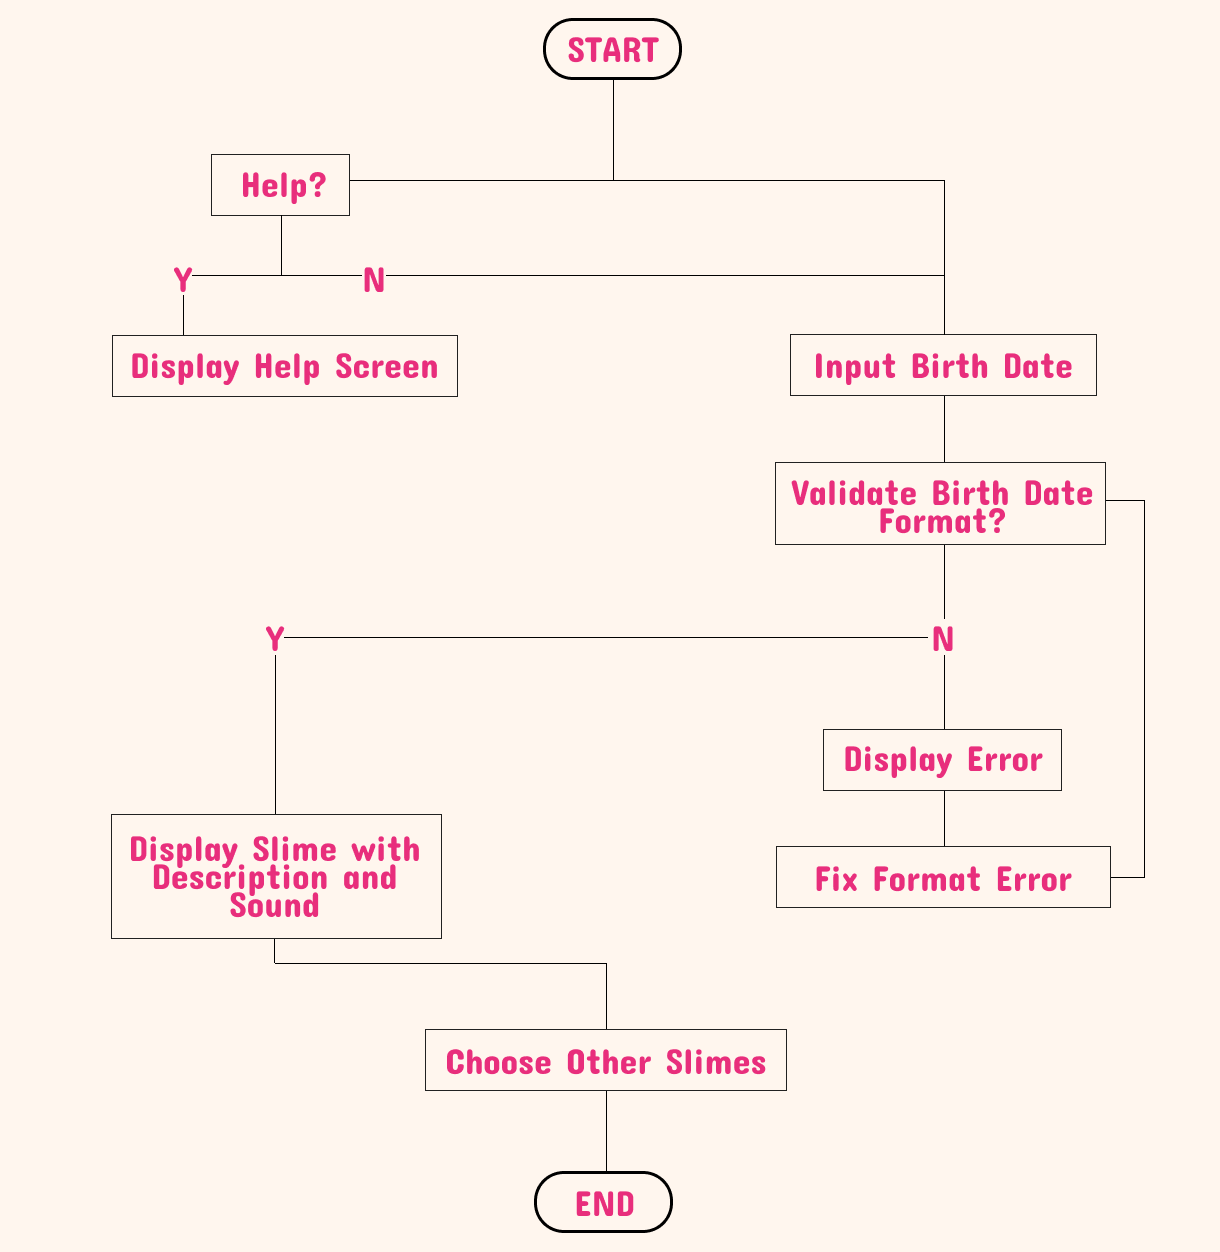 START
Help?
Y
N
Display Help Screen
Input Birth Date
Validate Birth Date
Format?
Y
N
Display Error
Display Slime with
Description and
Sound
Fix Format Error
Choose Other Slimes
END